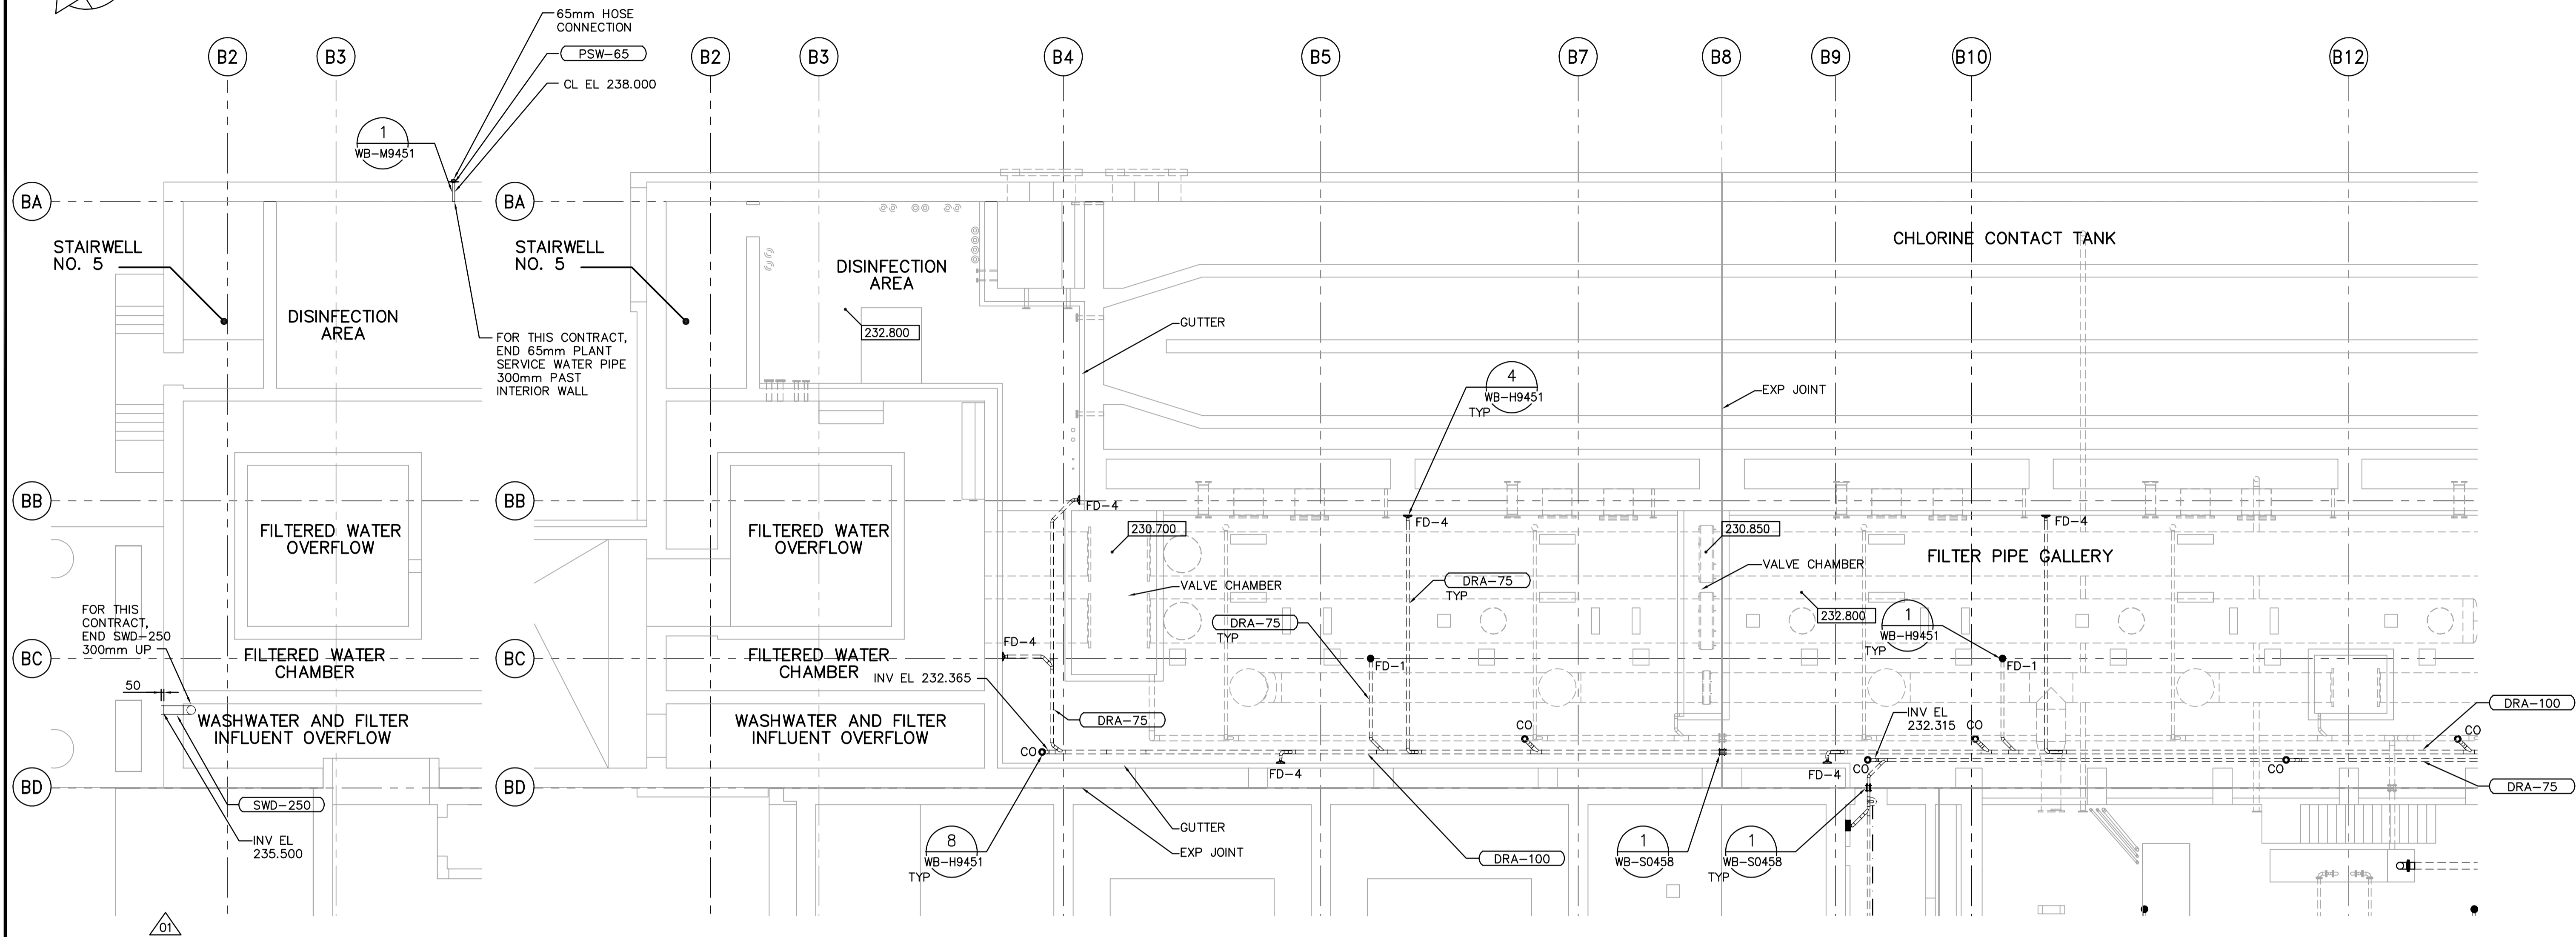 65mm HOSE
CONNECTION
PSW-65
CL EL 238.000
B2
B3
B2
B3
B4
B5
B7
B8
B9
B10
B12
1
WB-M9451
BA
BA
STAIRWELL
NO. 5
STAIRWELL
NO. 5
DISINFECTION
AREA
DISINFECTION
AREA
232.800
CHLORINE CONTACT TANK
FOR THIS CONTRACT,
END 65mm PLANT
SERVICE WATER PIPE
300mm PAST
INTERIOR WALL
GUTTER
4
WB-H9451
TYP
EXP JOINT
BB
BB
FILTERED WATER
OVERFLOW
FILTERED WATER
OVERFLOW
FD-4
230.700
FD-4
230.850
FD-4
FILTER PIPE GALLERY
VALVE CHAMBER
VALVE CHAMBER
DRA-75
TYP
DRA-75
TYP
232.800
1
WB-H9451
TYP
FOR THIS
CONTRACT,
END SWD-250
300mm UP
BC
BC
FILTERED WATER
CHAMBER
FILTERED WATER
CHAMBER
FD-4
FD-1
FD-1
INV EL 232.365
50
WASHWATER AND FILTER
INFLUENT OVERFLOW
WASHWATER AND FILTER
INFLUENT OVERFLOW
DRA-75
CO
CO
INV EL
232.315
CO
CO
DRA-100
FD-4
FD-4
CO
CO
DRA-75
BD
BD
SWD-250
INV EL
235.500
GUTTER
EXP JOINT
8
WB-H9451
TYP
DRA-100
1
WB-S0458
1
WB-S0458
TYP
01